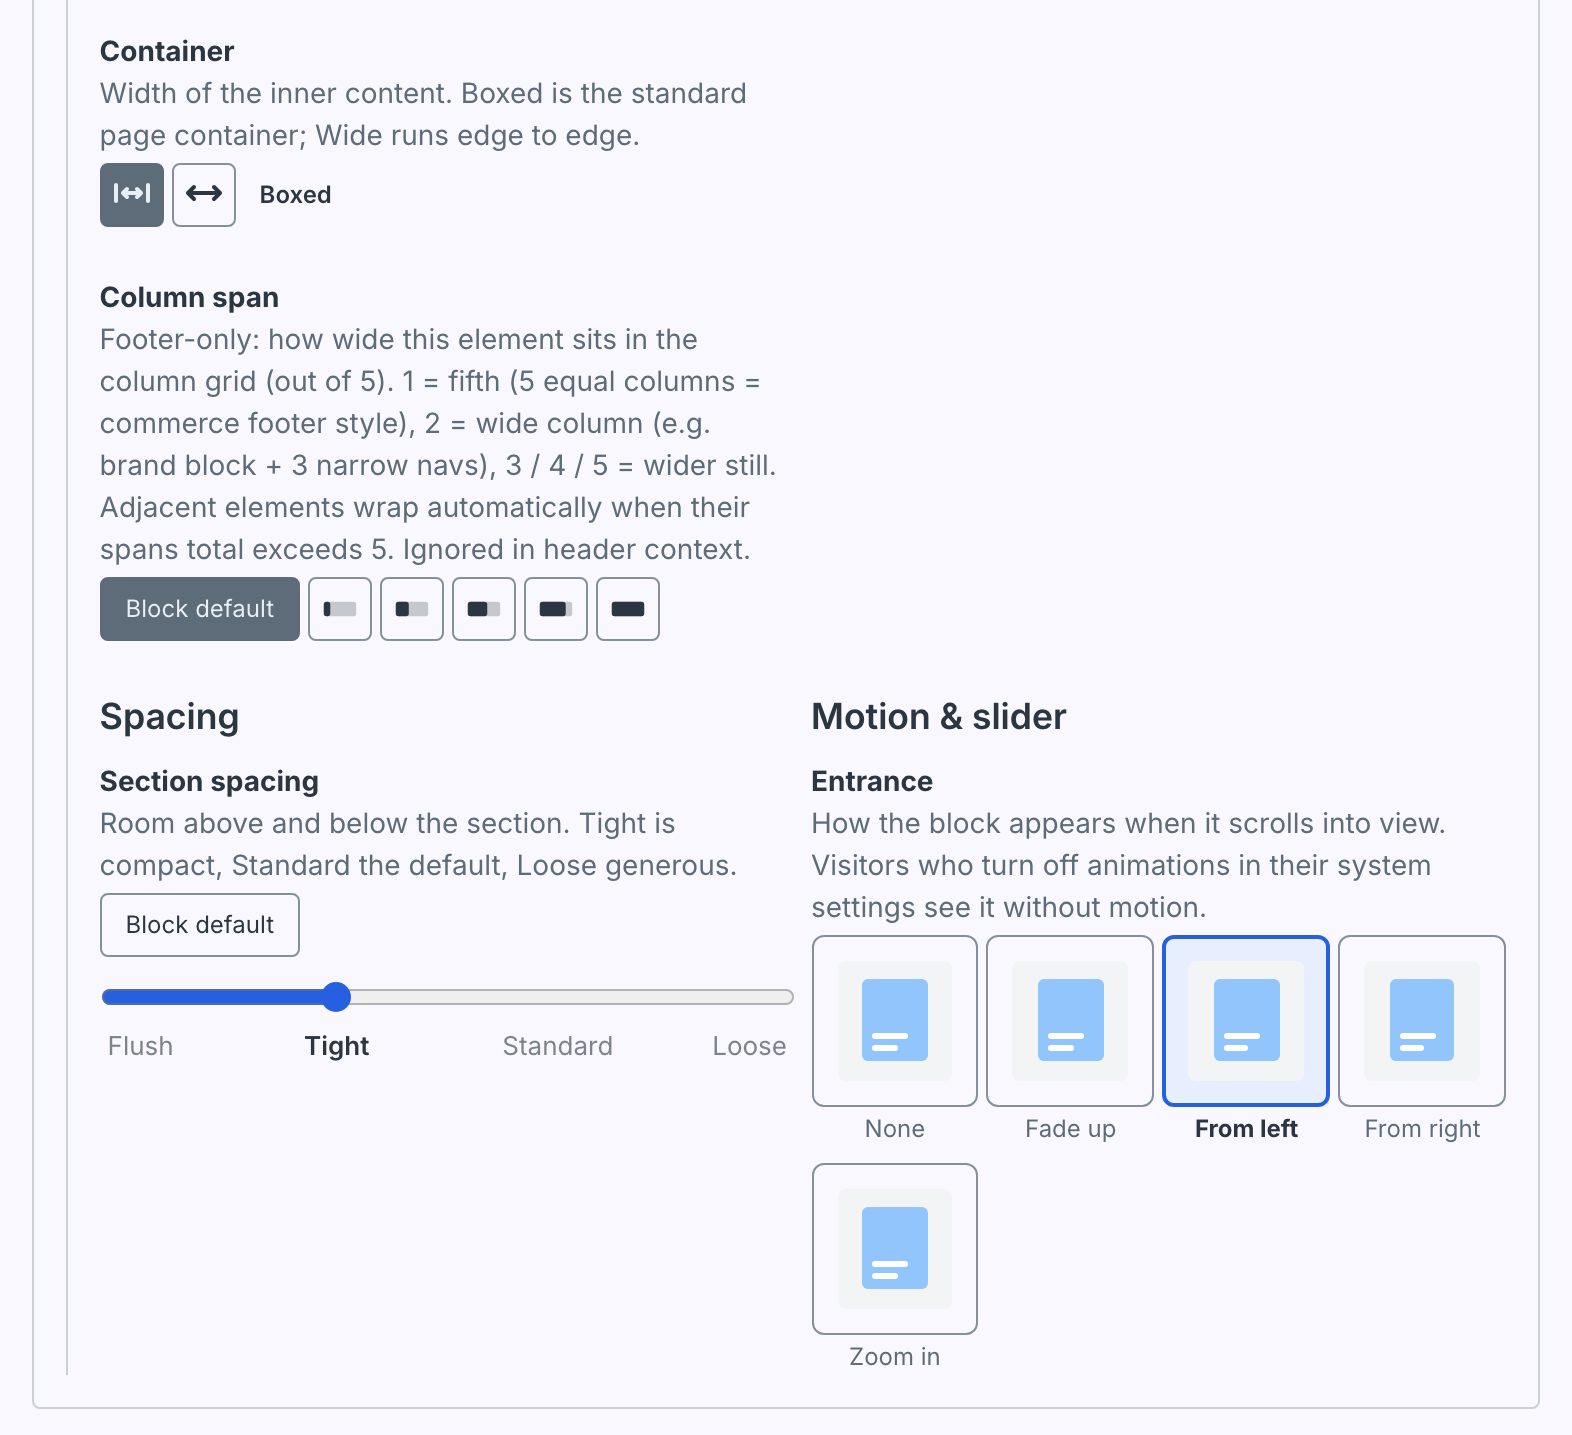 Container
Width of the inner content. Boxed is the standard
page container; Wide runs edge to edge.
Boxed
Column span
Footer-only: how wide this element sits in the
column grid (out of 5). 1 = fifth (5 equal columns =
commerce footer style), 2 = wide column (e.g.
brand block + 3 narrow navs), 3 / 4 / 5 = wider still.
Adjacent elements wrap automatically when their
spans total exceeds 5. Ignored in header context.
Block default
Spacing
Section spacing
Room above and below the section. Tight is
compact, Standard the default, Loose generous.
Block default
Flush Tight Standard Loose
Motion & slider
Entrance
How the block appears when it scrolls into view.
Visitors who turn off animations in their system
settings see it without motion.
None Fade up From left From right
Zoom in